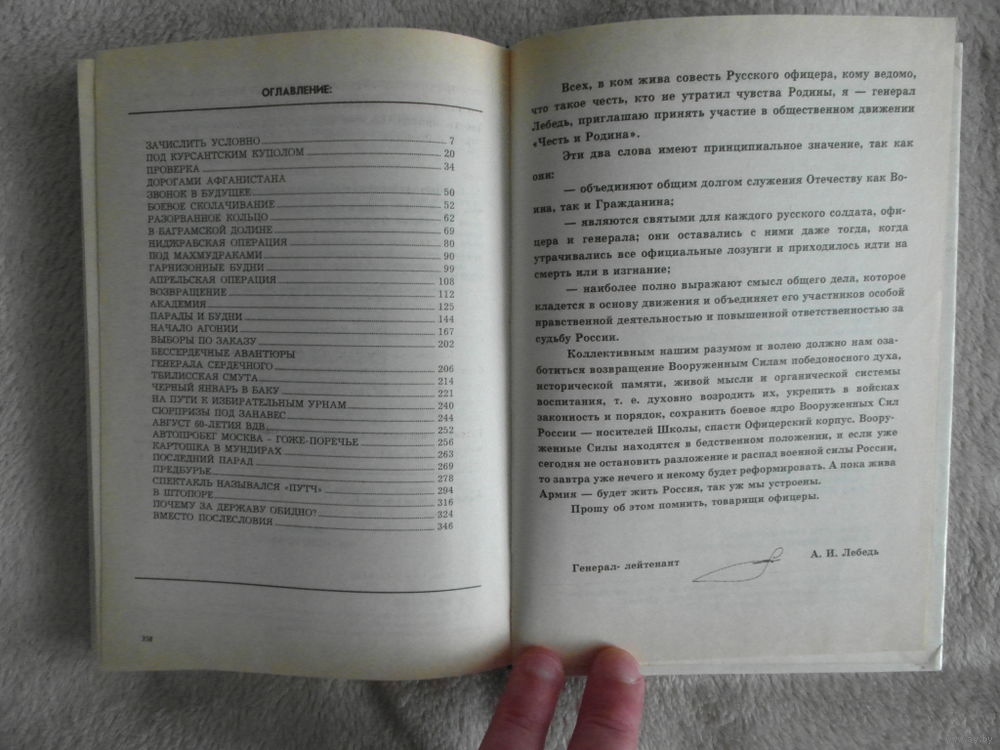 ОГЛАВЛЕНИЕ:
ЗАЧИСЛИТЬ УСЛОВНО 7
ПОД КУРСАНТСКИМ КУПОЛОМ 20
ПРОВЕРКА 34
ДОРОГАМИ АФГАНИСТАНА
ЗВОНОК В БУДУЩЕЕ 50
БОЕВОЕ СКОЛАЧИВАНИЕ 52
РАЗОРВАННОЕ КОЛЬЦО 62
В БАГРАМСКОЙ ДОЛИНЕ 69
НИДЖРАВСКАЯ ОПЕРАЦИЯ 80
ПОД МАХМУДРАКАМИ 90
ГАРНИЗОННЫЕ БУДНИ 99
АПРЕЛЬСКАЯ ОПЕРАЦИЯ 108
ВОЗВРАЩЕНИЕ 112
АКАДЕМИЯ 125
ПАРАДЫ И БУДНИ 144
НАЧАЛО АГОНИИ 167
ВЫБОРЫ ПО ЗАКАЗУ 202
БЕССЕРДЕЧНЫЕ АВАНТЮРЫ
ГЕНЕРАЛА СЕРДЕЧНОГО 206
ТБИЛИССКАЯ СМУТА 214
ЧЕРНЫЙ ЯНВАРЬ В БАКУ 221
НА ПУТИ К ИЗБИРАТЕЛЬНЫМ УРНАМ 240
СЮРПРИЗЫ ПОД ЗАНАВЕС 244
АВГУСТ 60-ЛЕТИЯ ВДВ 252
АВТОПРОБЕГ МОСКВА - ГОЖЕ-ПОРЕЧЬЕ 256
КАРТОШКА В МУНДИРАХ 263
ПОСЛЕДНИЙ ПАРАД 269
ПРЕДБУРЬЕ 278
СПЕКТАКЛЬ НАЗЫВАЛСЯ «ПУТЧ» 294
В ШТОПОРЕ 316
ПОЧЕМУ ЗА ДЕРЖАВУ ОБИДНО? 324
ВМЕСТО ПОСЛЕСЛОВИЯ 346
Всех, в ком жива совесть Русского офицера, кому ведомо,
что такое честь, кто не утратил чувства Родины, я — генерал
Лебедь, приглашаю принять участие в общественном движении
«Честь и Родина».
Эти два слова имеют принципиальное значение, так как
они:
— объединяют общим долгом служения Отечеству как Во-
ина, так и Гражданина;
— являются святыми для каждого русского солдата, офи-
цера и генерала; они оставались с ними даже тогда, когда
утрачивались все официальные лозунги и приходилось идти на
смерть или в изгнание;
— наиболее полно выражают смысл общего дела, которое
кладется в основу движения и объединяет его участников особой
нравственной деятельностью и повышенной ответственностью за
судьбу России.
Коллективным нашим разумом и волею должно нам оза-
ботиться возвращение Вооруженным Силам победоносного духа,
исторической памяти, живой мысли и органической системы
воспитания, т. е. духовно возродить их, укрепить в войсках
законность и порядок, сохранить боевое ядро Вооруженных Сил
России — носителей Школы, спасти Офицерский корпус. Воору-
женные Силы находятся в бедственном положении, и если уже
сегодня не остановить разложение и распад военной силы России,
то завтра уже нечего и некому будет реформировать. А пока жива
Армия — будет жить Россия, так уж мы устроены.
Прошу об этом помнить, товарищи офицеры.
Генерал- лейтенант А. И. Лебедь